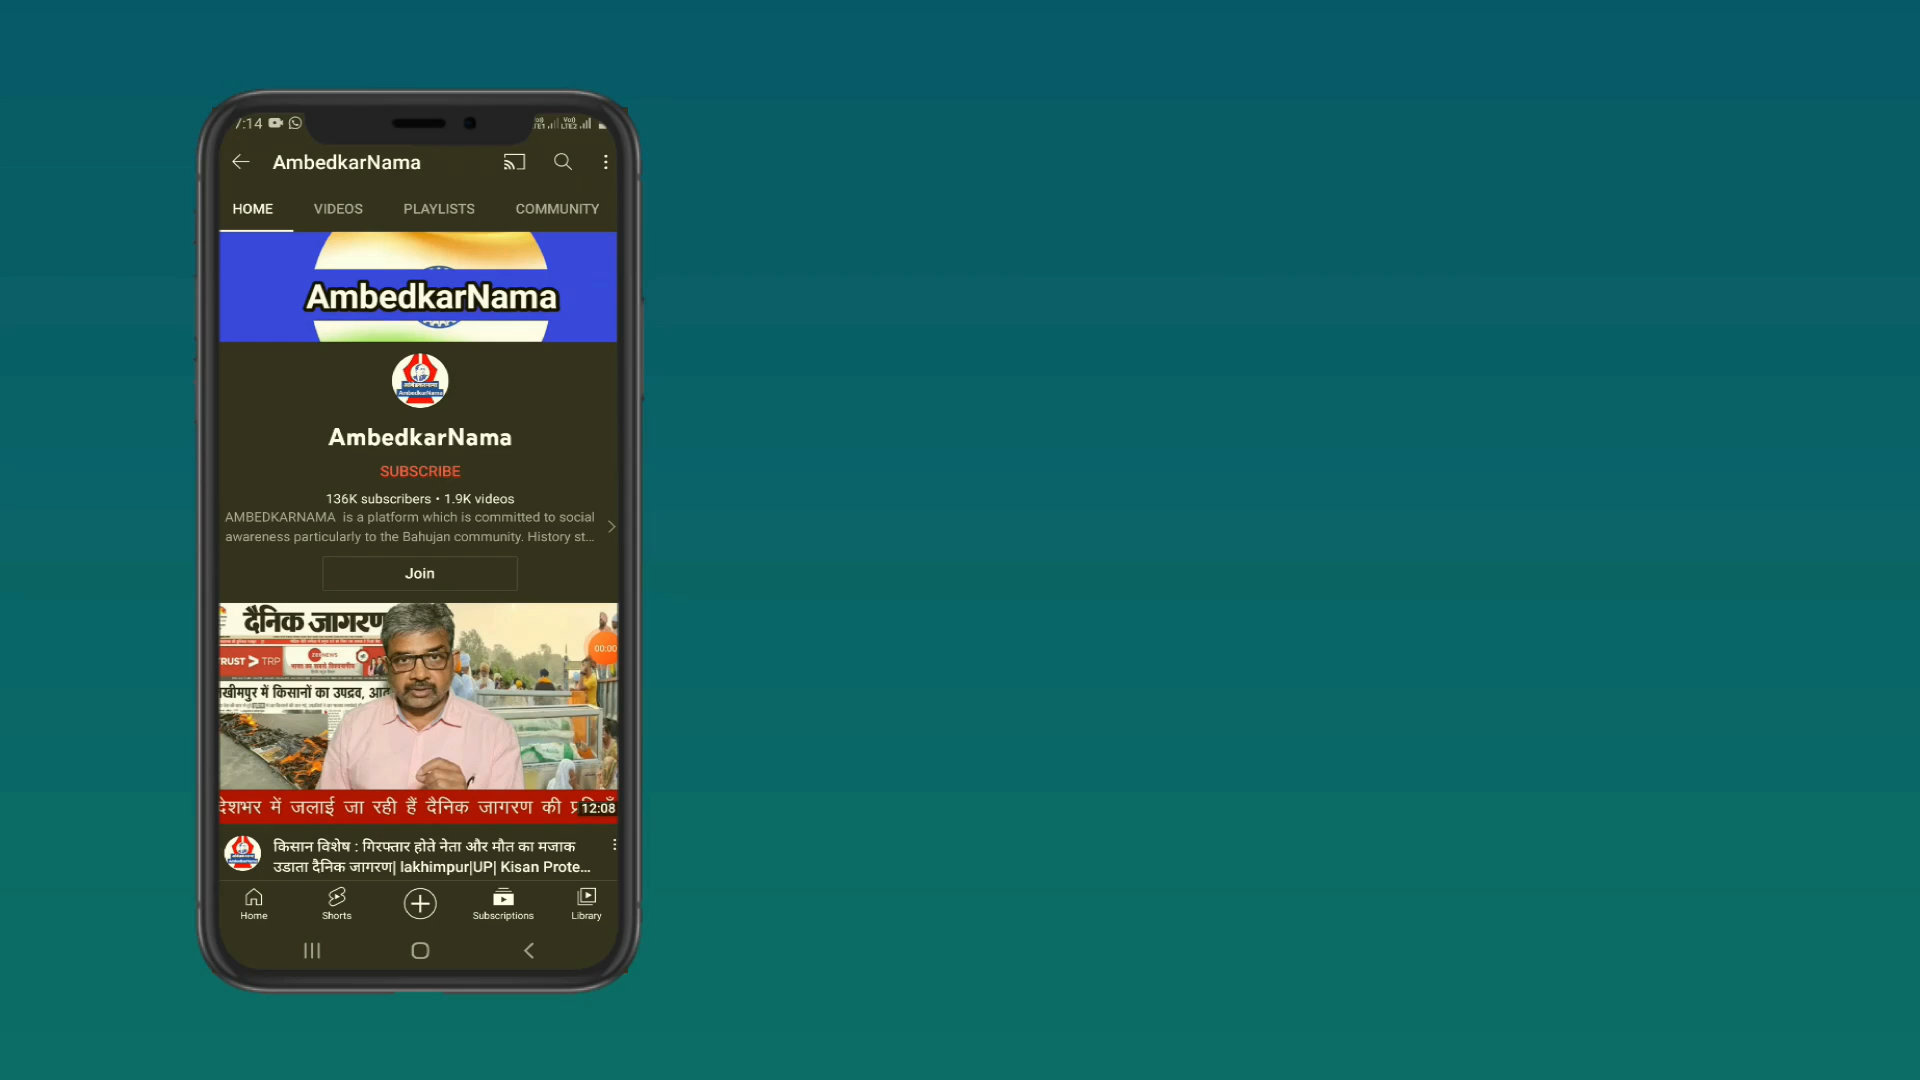 7:14
AmbedkarNama
HOME VIDEOS PLAYLISTS COMMUNITY
AmbedkarNama
AmbedkarNama
AmbedkarNama
SUBSCRIBE
136K subscribers • 1.9K videos
AMBEDKARNAMA is a platform which is committed to social
awareness particularly to the Bahujan community. History st...
Join
दैनिक जागरण
00:00
TRUST > TRP
NEWS
खीमपुर में किसानों का उपद्रव,
देशभर में जलाई जा रही हैं दैनिक जागरण की
12:08
किसान विशेष : गिरफ्तार होते नेता और मौत का मजाक
उडाता दैनिक जागरण| lakhimpur|UP| Kisan Prote...
Home Shorts Subscriptions Library